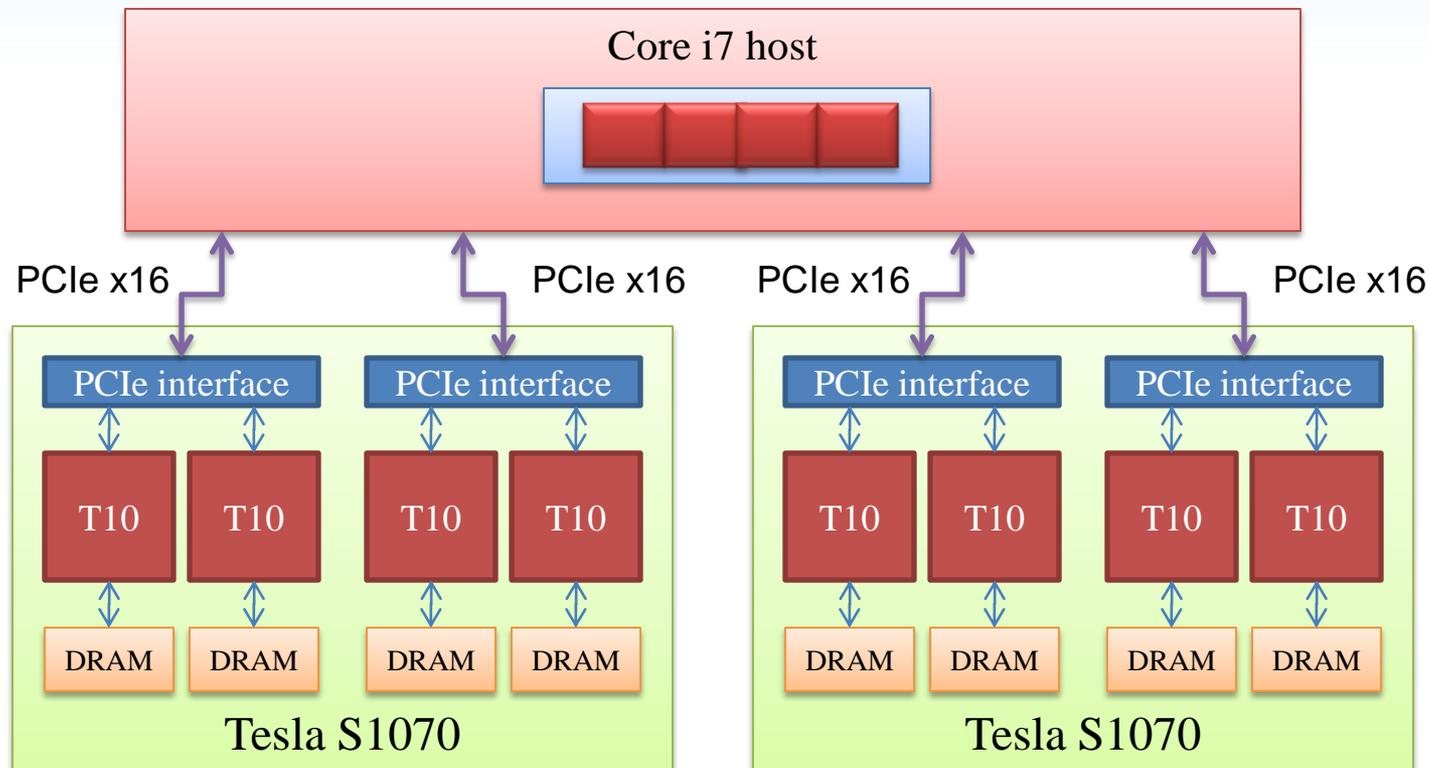 Core i7 host
PCIe x16
PCIe x16
PCIe x16
PCIe x16
PCIe interface
PCIe interface
PCIe interface
PCIe interface
T10
T10
T10
T10
T10
T10
T10
T10
DRAM
DRAM
DRAM
DRAM
DRAM
DRAM
DRAM
DRAM
Tesla S1070
Tesla S1070